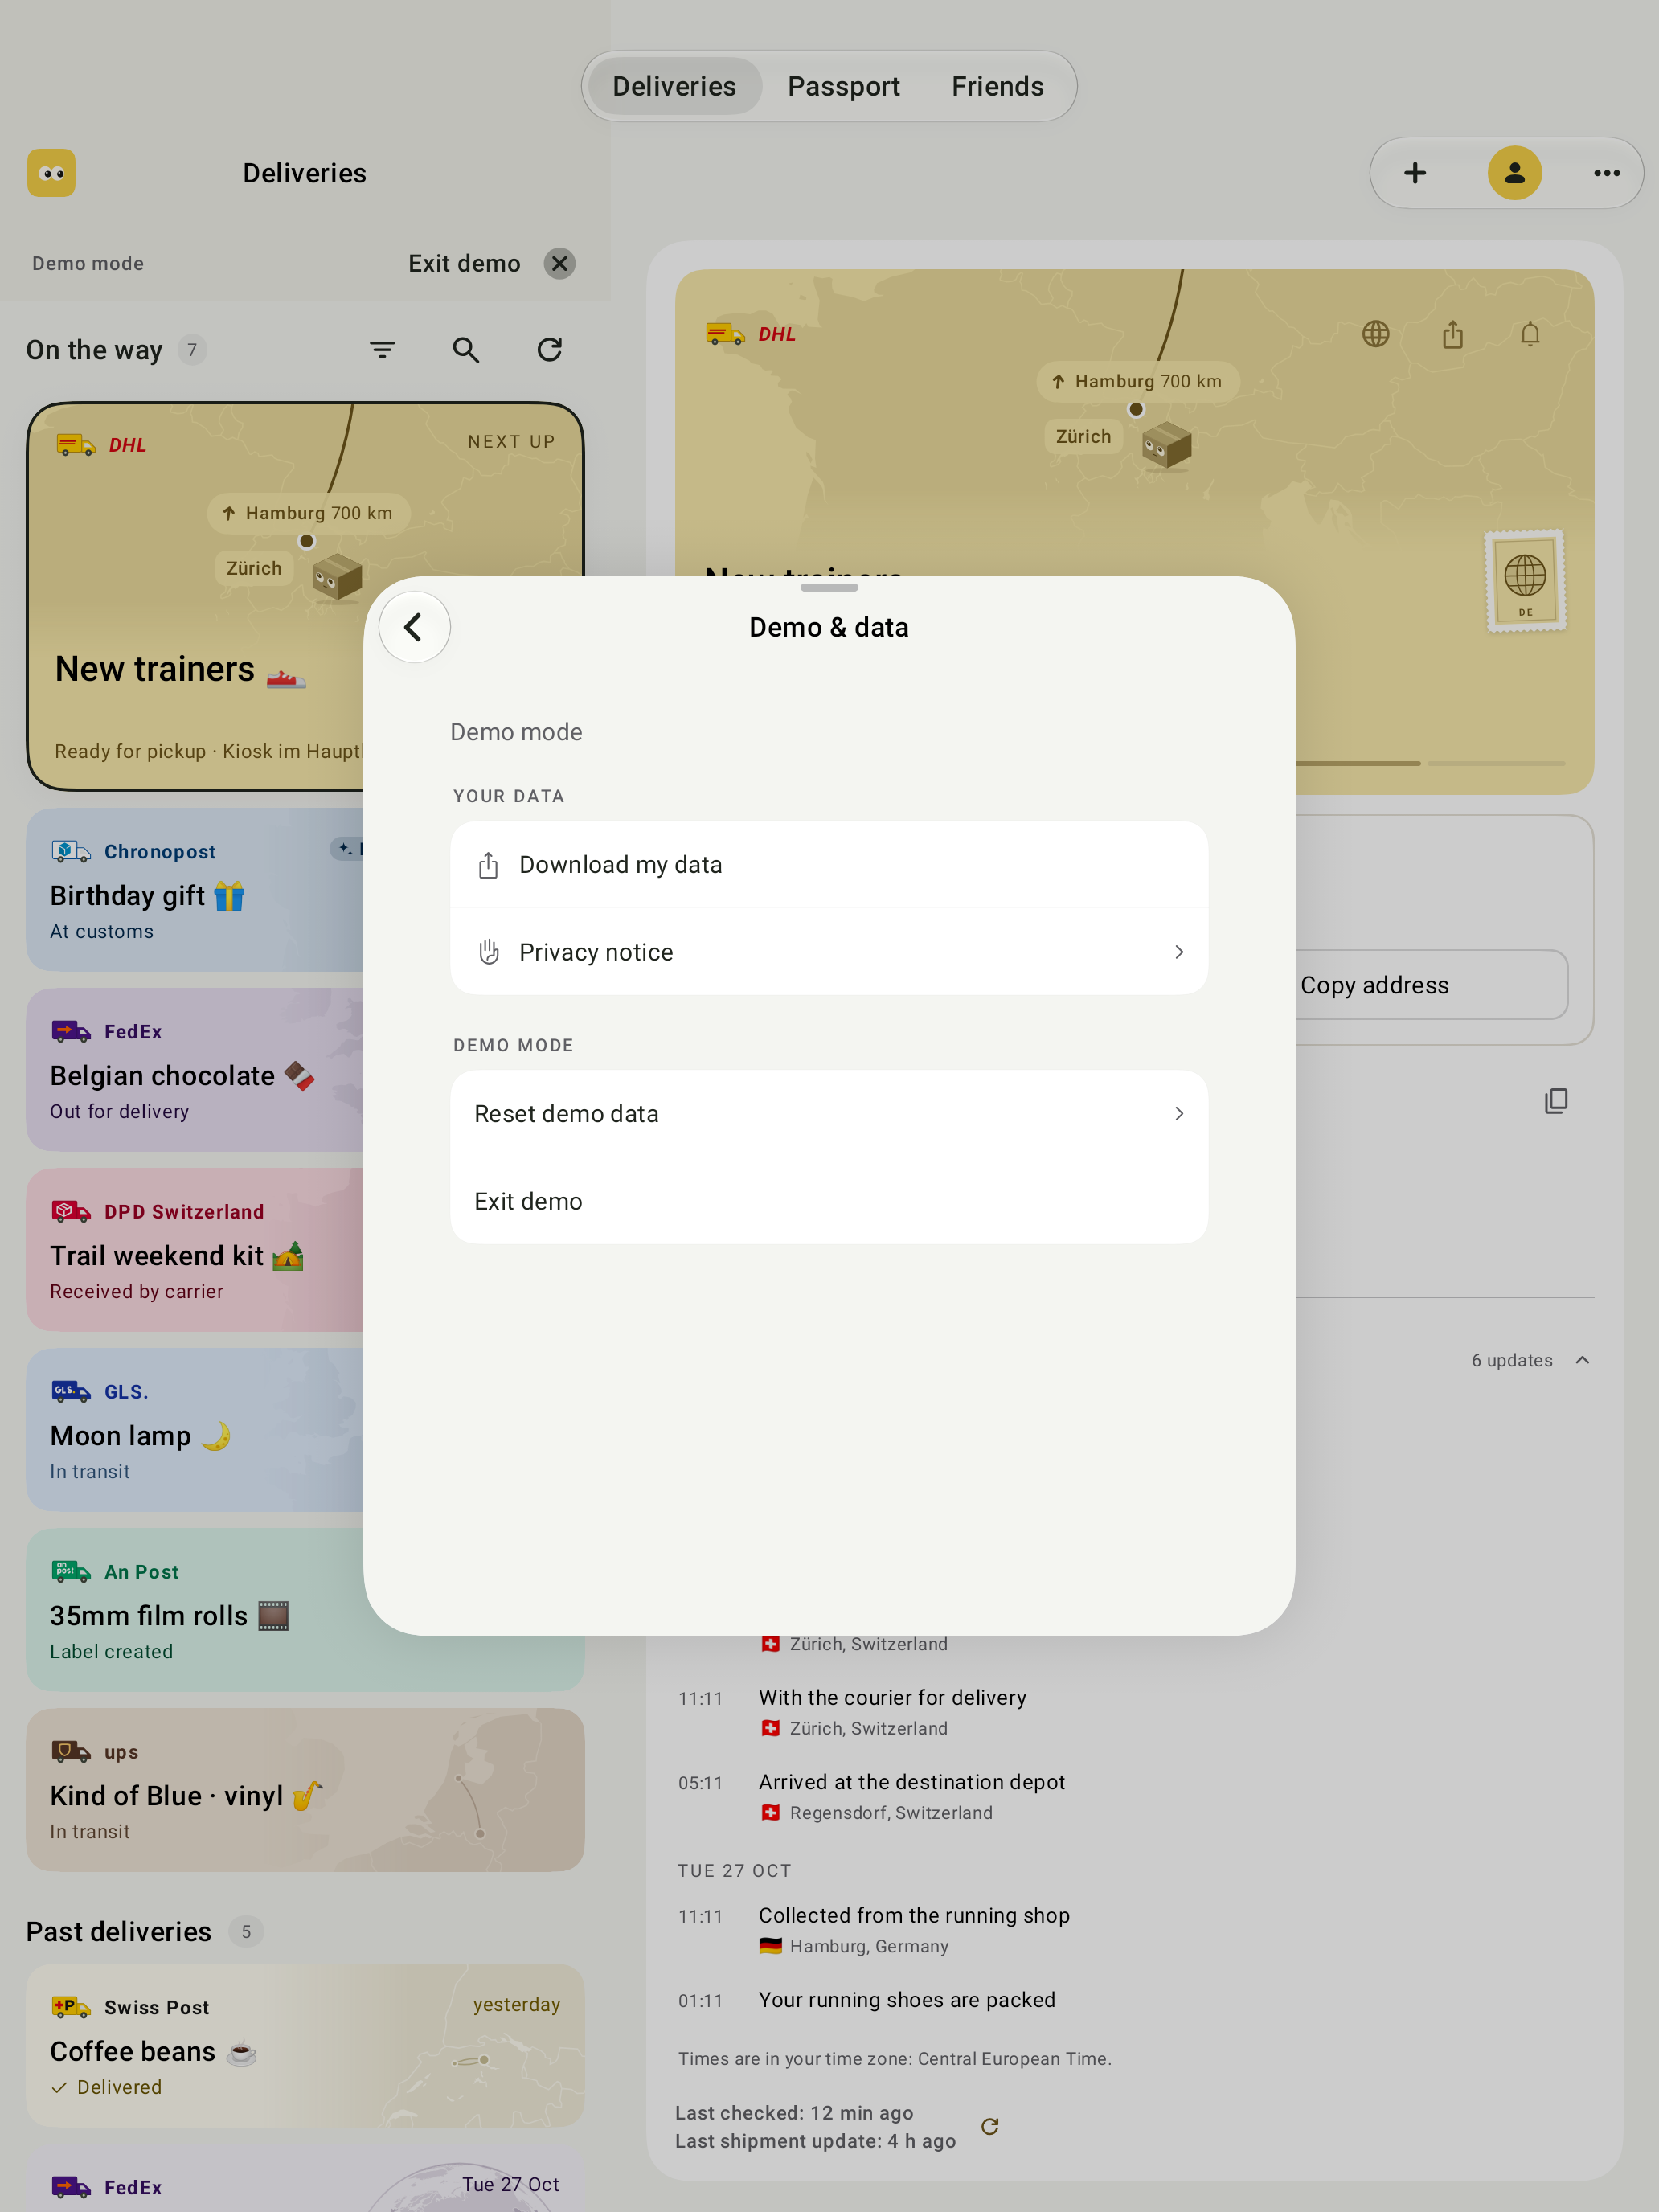 Deliveries Passport Friends
Deliveries
Demo mode Exit demo
On the way 7
DHL NEXT UP
Hamburg 700 km
Zürich
New trainers
Ready for pickup · Kiosk im
Chronopost
Birthday gift
At customs
FedEx
Belgian chocolate
Out for delivery
DPD Switzerland
Trail weekend kit
Received by carrier
GLS.
GLS.
Moon lamp
In transit
an post
An Post
35mm film rolls
Label created
ups
Kind of Blue · vinyl
In transit
Past deliveries 5
P
Swiss Post yesterday
Coffee beans
Delivered
FedEx Tue 27 Oct
DHL
Hamburg 700 km
Zürich
New trainers
DE
Demo & data
Demo mode
YOUR DATA
Download my data
Privacy notice
DEMO MODE
Reset demo data
Exit demo
Copy address
6 updates
Zürich, Switzerland
11:11 With the courier for delivery
Zürich, Switzerland
05:11 Arrived at the destination depot
Regensdorf, Switzerland
TUE 27 OCT
11:11 Collected from the running shop
Hamburg, Germany
01:11 Your running shoes are packed
Times are in your time zone: Central European Time.
Last checked: 12 min ago
Last shipment update: 4 h ago